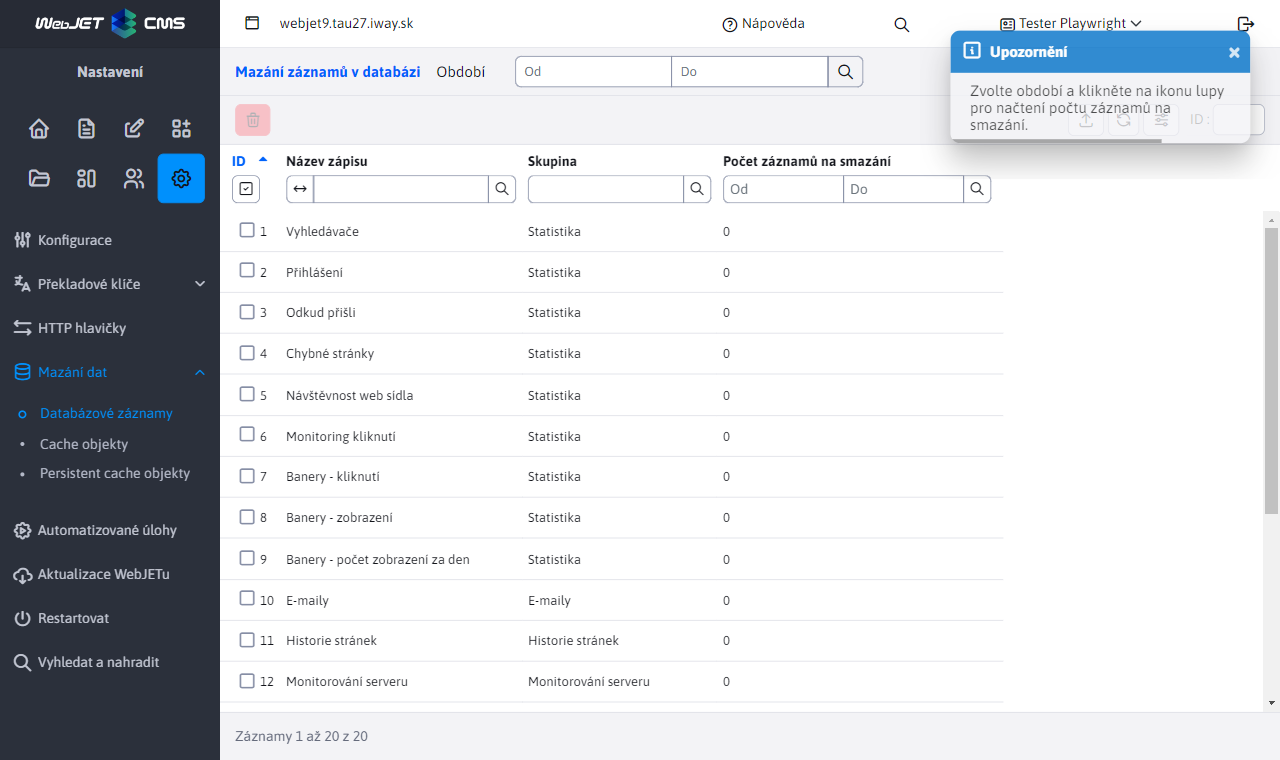 WebJET CMS
webjet9.tau27.iway.sk
Nápověda
Tester Playwright
Nastavení
Mazání záznamů v databázi
Období
Od
Do
Upozornění
Zvolte období a klikněte na ikonu lupy
pro načtení počtu záznamů na
smazání.
ID :
ID
Název zápisu
Skupina
Počet záznamů na smazání
Od
Do
1 Vyhledávače Statistika 0
2 Přihlášení Statistika 0
3 Odkud přišli Statistika 0
4 Chybné stránky Statistika 0
5 Návštěvnost web sídla Statistika 0
6 Monitoring kliknutí Statistika 0
7 Banery - kliknutí Statistika 0
8 Banery - zobrazení Statistika 0
9 Banery - počet zobrazení za den Statistika 0
10 E-maily E-maily 0
11 Historie stránek Historie stránek 0
12 Monitorování serveru Monitorování serveru 0
Záznamy 1 až 20 z 20
Konfigurace
Překladové klíče
HTTP hlavičky
Mazání dat
Databázové záznamy
Cache objekty
Persistent cache objekty
Automatizované úlohy
Aktualizace WebJETu
Restartovat
Vyhledat a nahradit